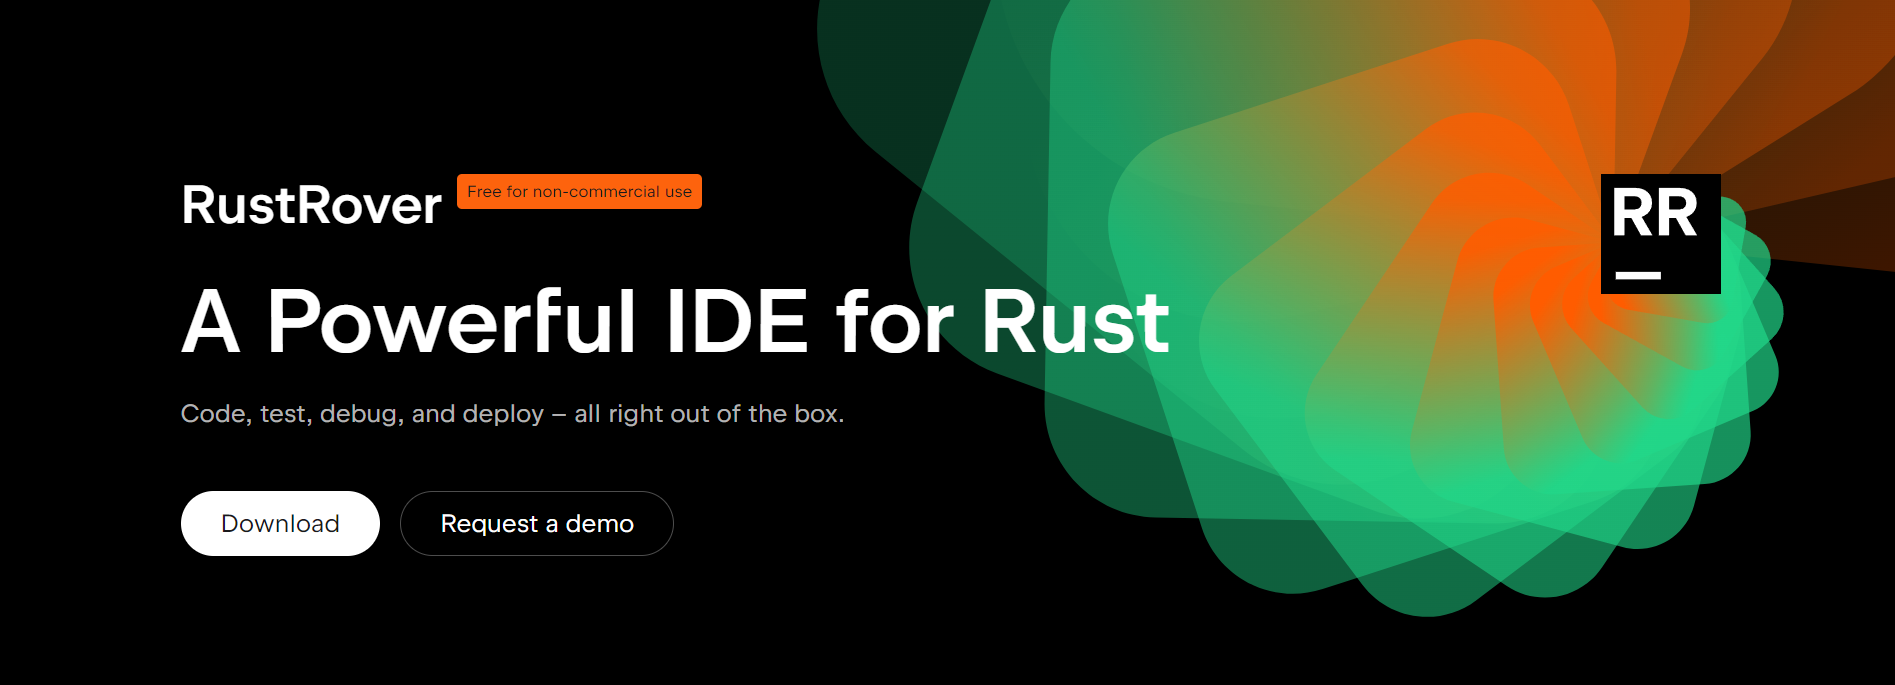 RustRover
Free for non-commercial use
A Powerful IDE for Rust
Code, test, debug, and deploy – all right out of the box.
Download
Request a demo
RR